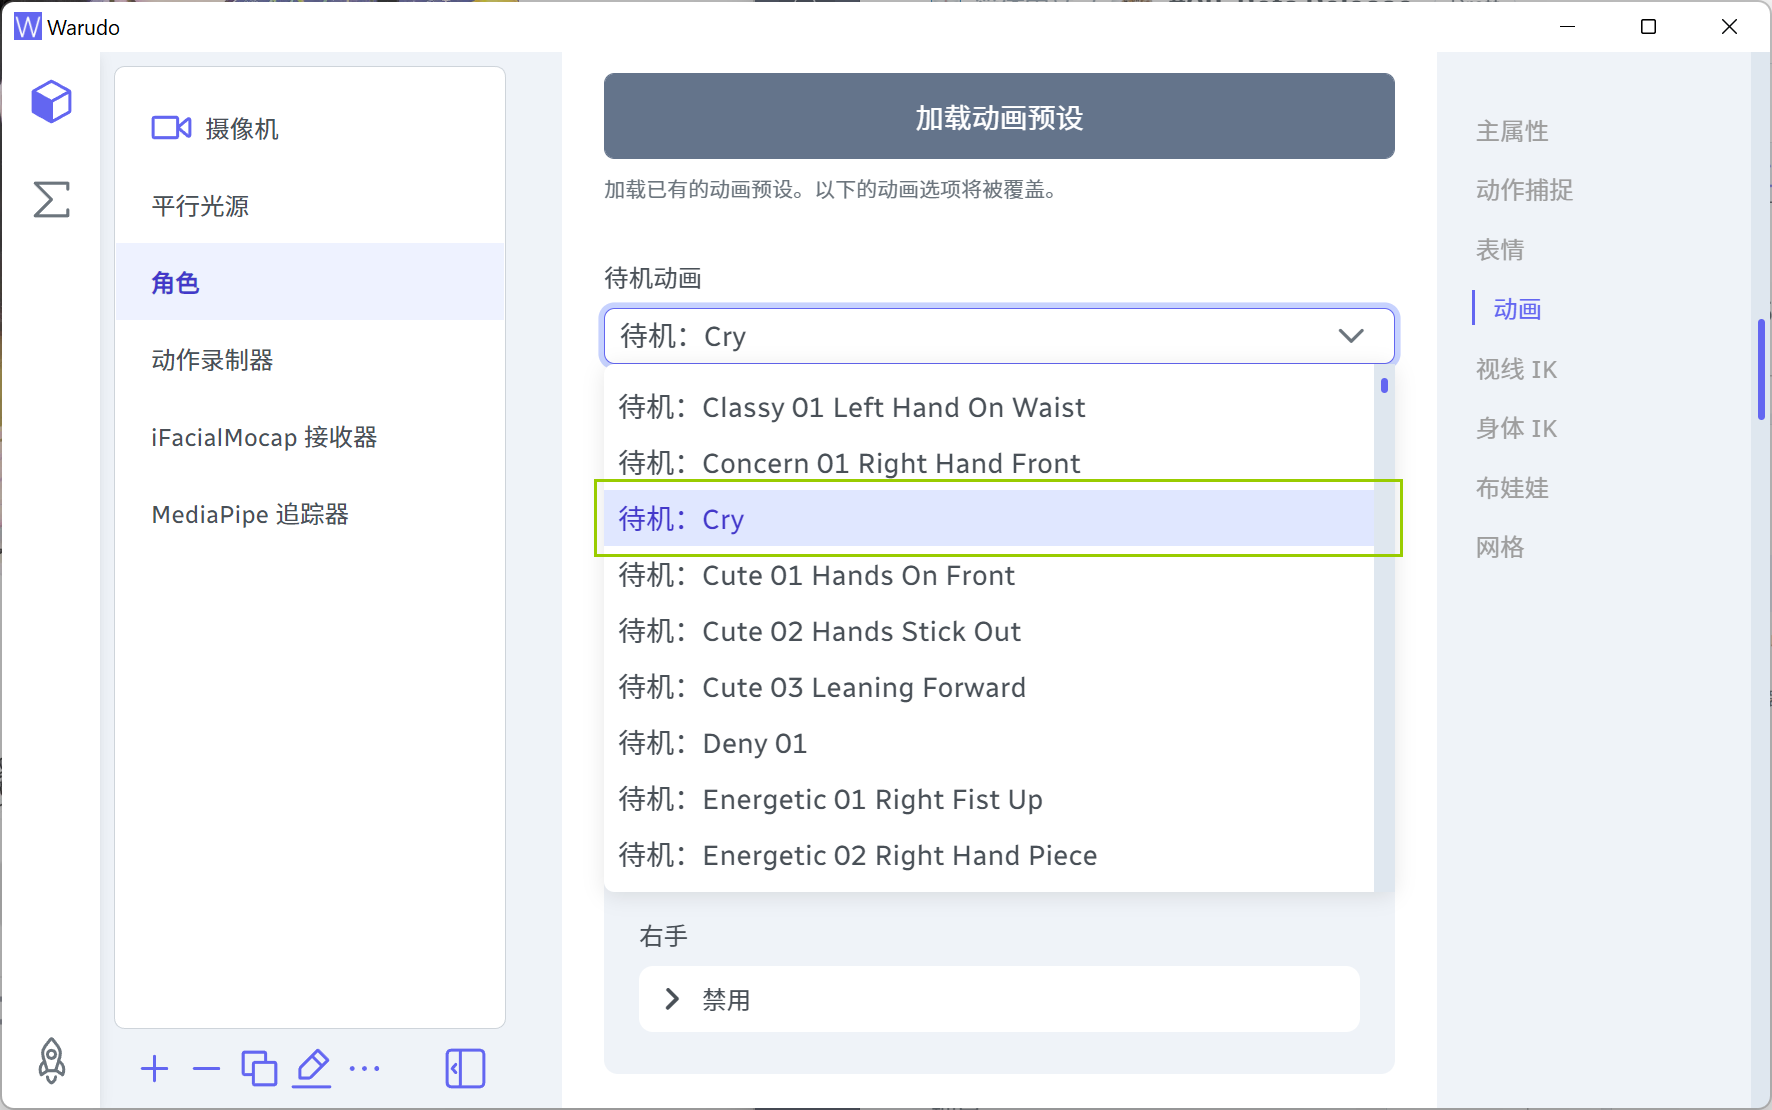 Warudo
摄像机
平行光源
角色
动作录制器
iFacialMocap 接收器
MediaPipe 追踪器
加载动画预设
加载已有的动画预设。以下的动画选项将被覆盖。
待机动画
待机：Cry
待机：Classy 01 Left Hand On Waist
待机：Concern 01 Right Hand Front
待机：Cry
待机：Cute 01 Hands On Front
待机：Cute 02 Hands Stick Out
待机：Cute 03 Leaning Forward
待机：Deny 01
待机：Energetic 01 Right Fist Up
待机：Energetic 02 Right Hand Piece
右手
禁用
主属性
动作捕捉
表情
动画
视线 IK
身体 IK
布娃娃
网格